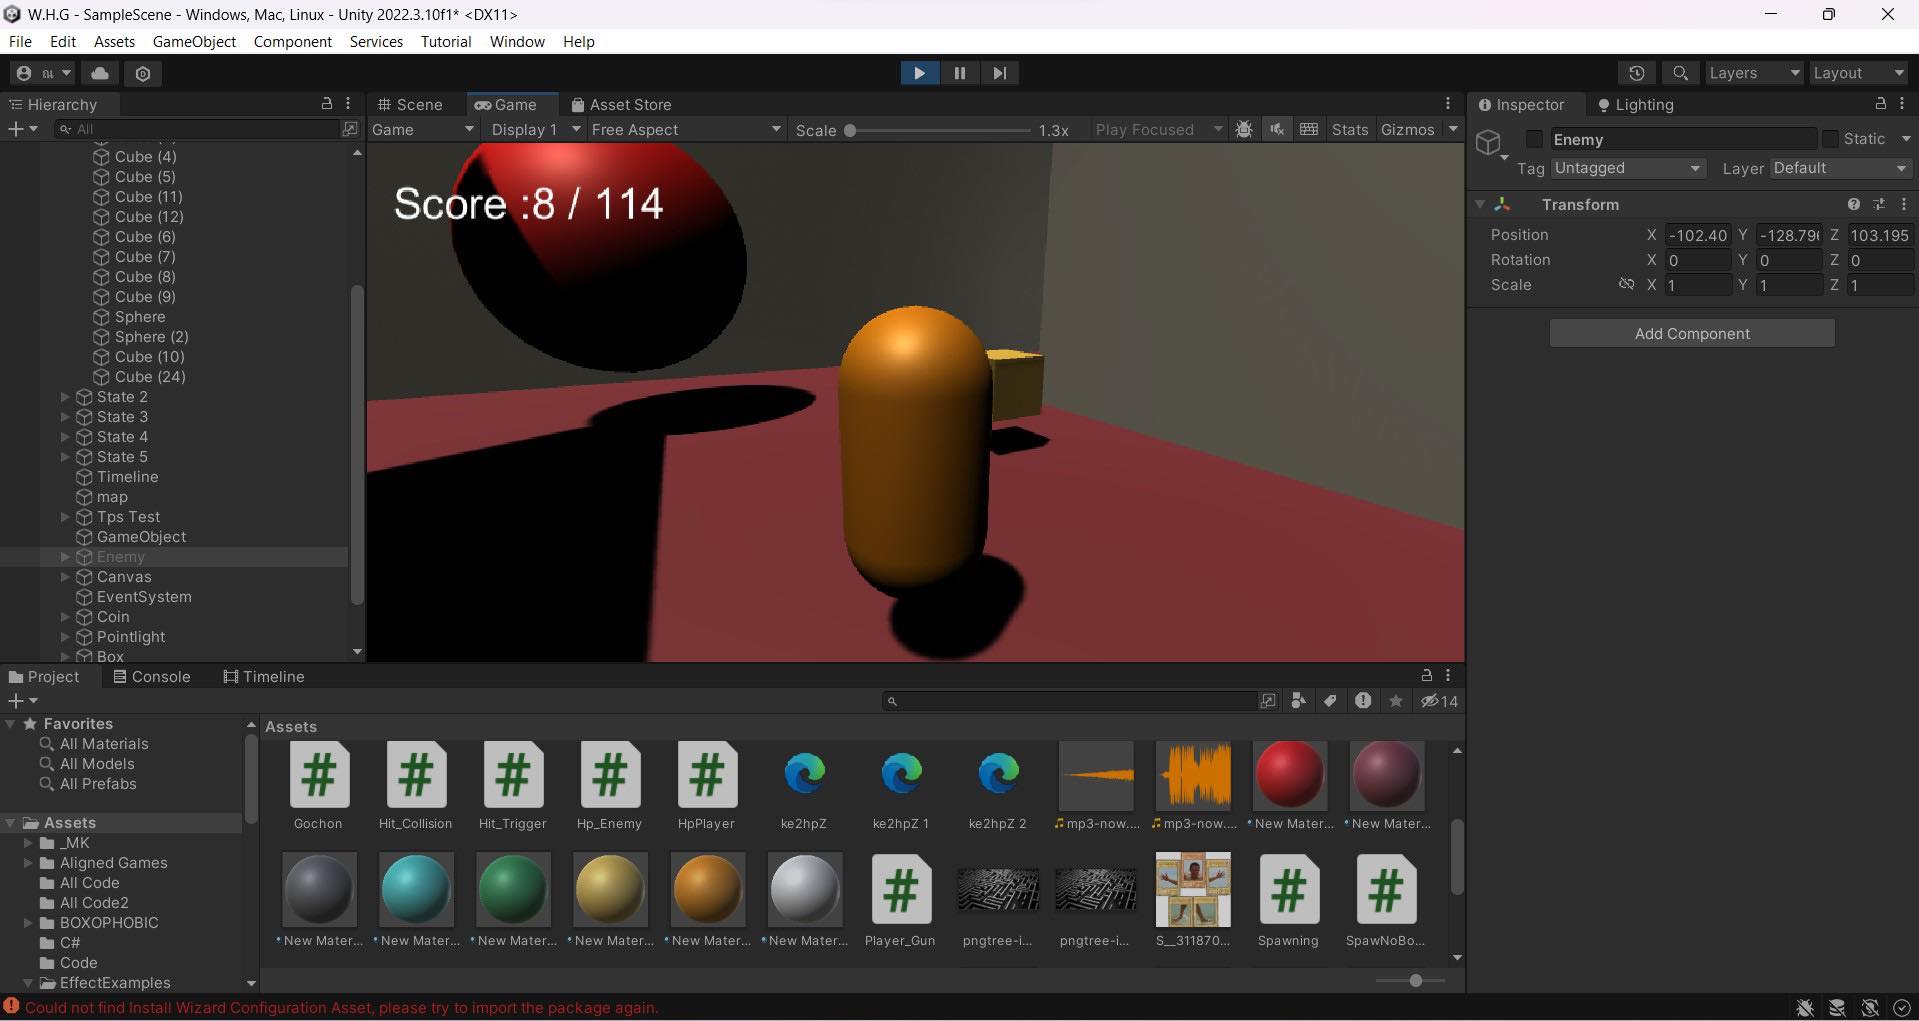 W.H.G - SampleScene - Windows, Mac, Linux - Unity 2022.3.10f1* <DX11>
File Edit Assets GameObject Component Services Tutorial Window Help
Layers Layout
Hierarchy
All
Cube (4)
Cube (5)
Cube (11)
Cube (12)
Cube (6)
Cube (7)
Cube (8)
Cube (9)
Sphere
Sphere (2)
Cube (10)
Cube (24)
State 2
State 3
State 4
State 5
Timeline
map
Tps Test
GameObject
Enemy
Canvas
EventSystem
Coin
Pointlight
Box
Scene Game Asset Store
Game Display 1 Free Aspect Scale 1.3x Play Focused Stats Gizmos
Score :8 / 114
Inspector Lighting
Enemy Static
Tag Untagged Layer Default
Transform
Position X -102.40 Y -128.79 Z 103.195
Rotation X 0 Y 0 Z 0
Scale X 1 Y 1 Z 1
Add Component
Project Console Timeline
14
Favorites
All Materials
All Models
All Prefabs
Assets
_MK
Aligned Games
All Code
All Code2
BOXOPHOBIC
C#
Code
EffectExamples
Assets
Gochon Hit_Collision Hit_Trigger Hp_Enemy HpPlayer ke2hpZ ke2hpZ 1 ke2hpZ 2 mp3-now.... mp3-now.... New Mater... New Mater...
New Mater... New Mater... New Mater... New Mater... New Mater... New Mater... Player_Gun pngtree-i... pngtree-i... S__311870... Spawning SpawNoBo...
Could not find Install Wizard Configuration Asset, please try to import the package again.